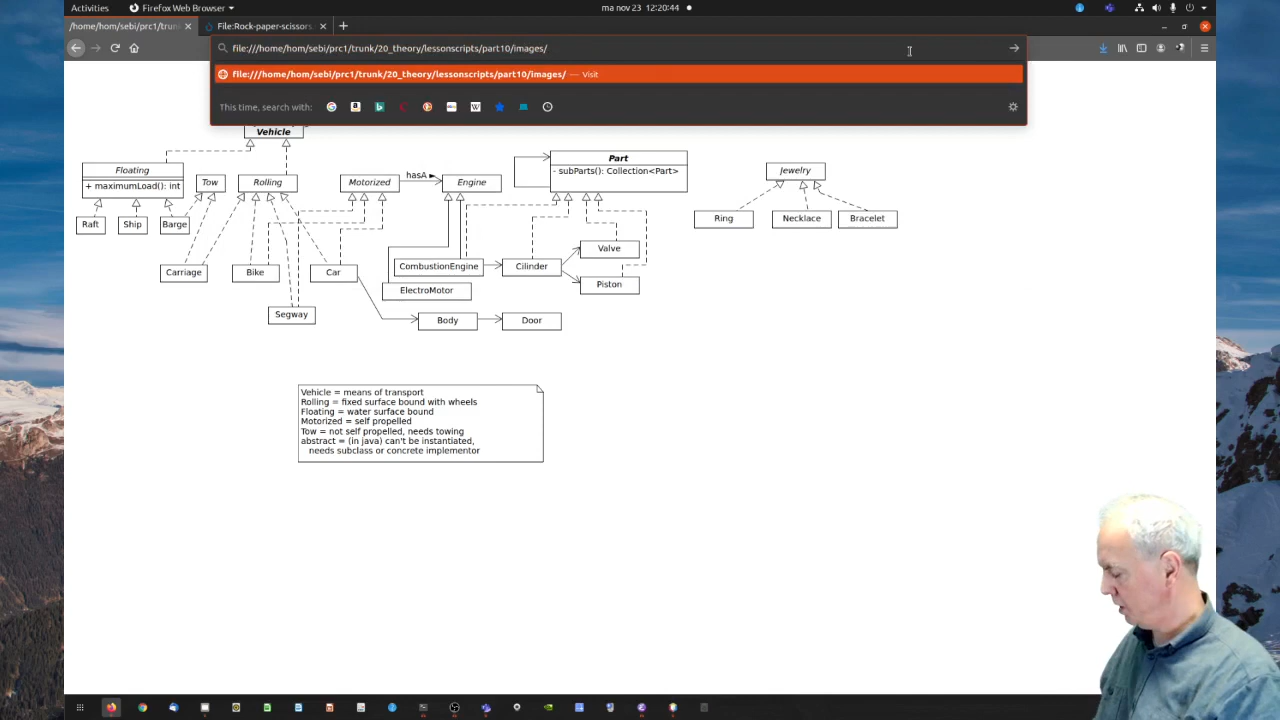 Activities
Firefox Web Browser
ma nov 23 12:20:44
/home/hom/sebi/prc1/trun
File:Rock-paper-scissors
file:///home/hom/sebi/prc1/trunk/20_theory/lessonscripts/part10/images/
file:///home/hom/sebi/prc1/trunk/20_theory/lessonscripts/part10/images/ — Visit
This time, search with:
Vehicle
Floating
+ maximumLoad(): int
Tow
Rolling
Motorized
hasA ►
Engine
Part
- subParts(): Collection<Part>
Jewelry
Raft
Ship
Barge
Ring
Necklace
Bracelet
Carriage
Bike
Car
CombustionEngine
Cilinder
Valve
Piston
ElectroMotor
Segway
Body
Door
Vehicle = means of transport
Rolling = fixed surface bound with wheels
Floating = water surface bound
Motorized = self propelled
Tow = not self propelled, needs towing
abstract = (in java) can't be instantiated,
needs subclass or concrete implementor